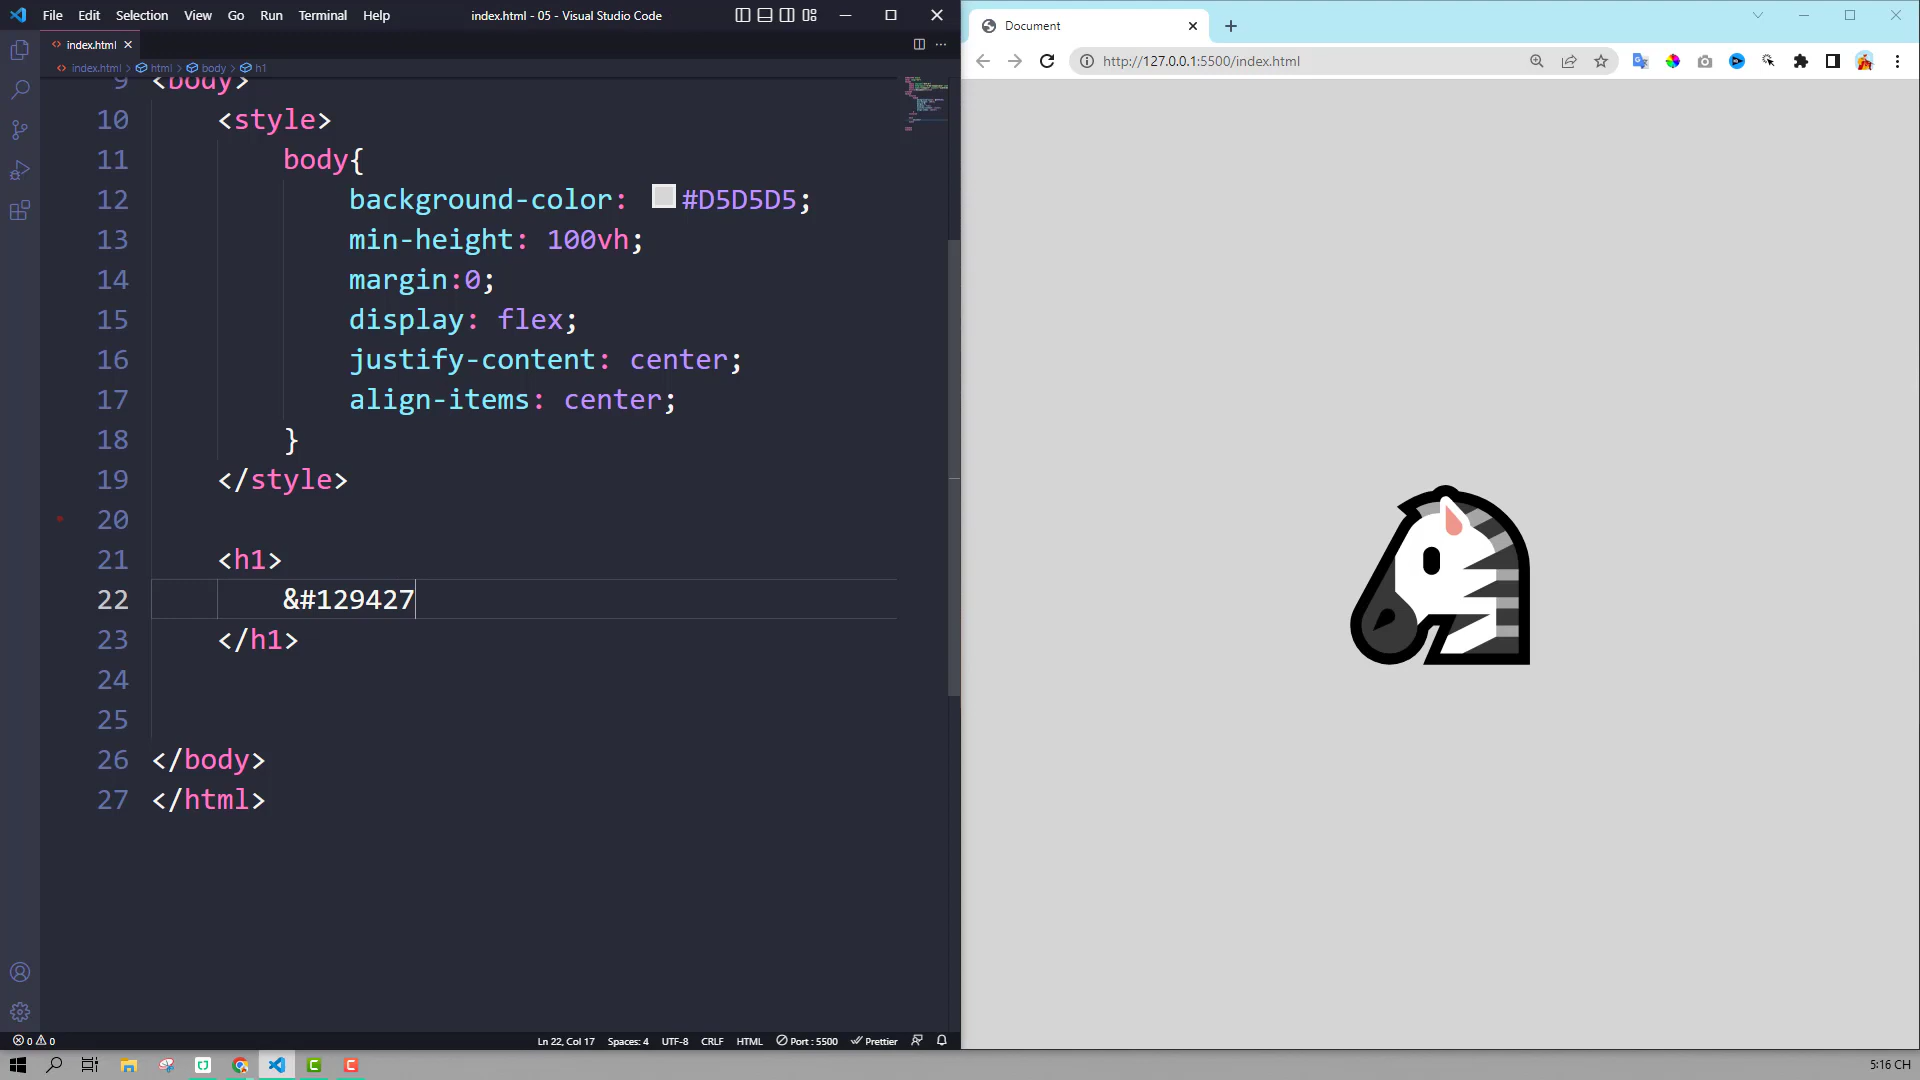 File Edit Selection View Go Run Terminal Help
index.html - 05 - Visual Studio Code
index.html
index.html > html > body > h1
9 <body>
10 <style>
11 body{
12 background-color: #D5D5D5;
13 min-height: 100vh;
14 margin:0;
15 display: flex;
16 justify-content: center;
17 align-items: center;
18 }
19 </style>
20
21 <h1>
22 &#129427
23 </h1>
24
25
26 </body>
27 </html>
0 0
Ln 22, Col 17 Spaces: 4 UTF-8 CRLF HTML Port : 5500 Prettier
Document
http://127.0.0.1:5500/index.html
5:16 CH